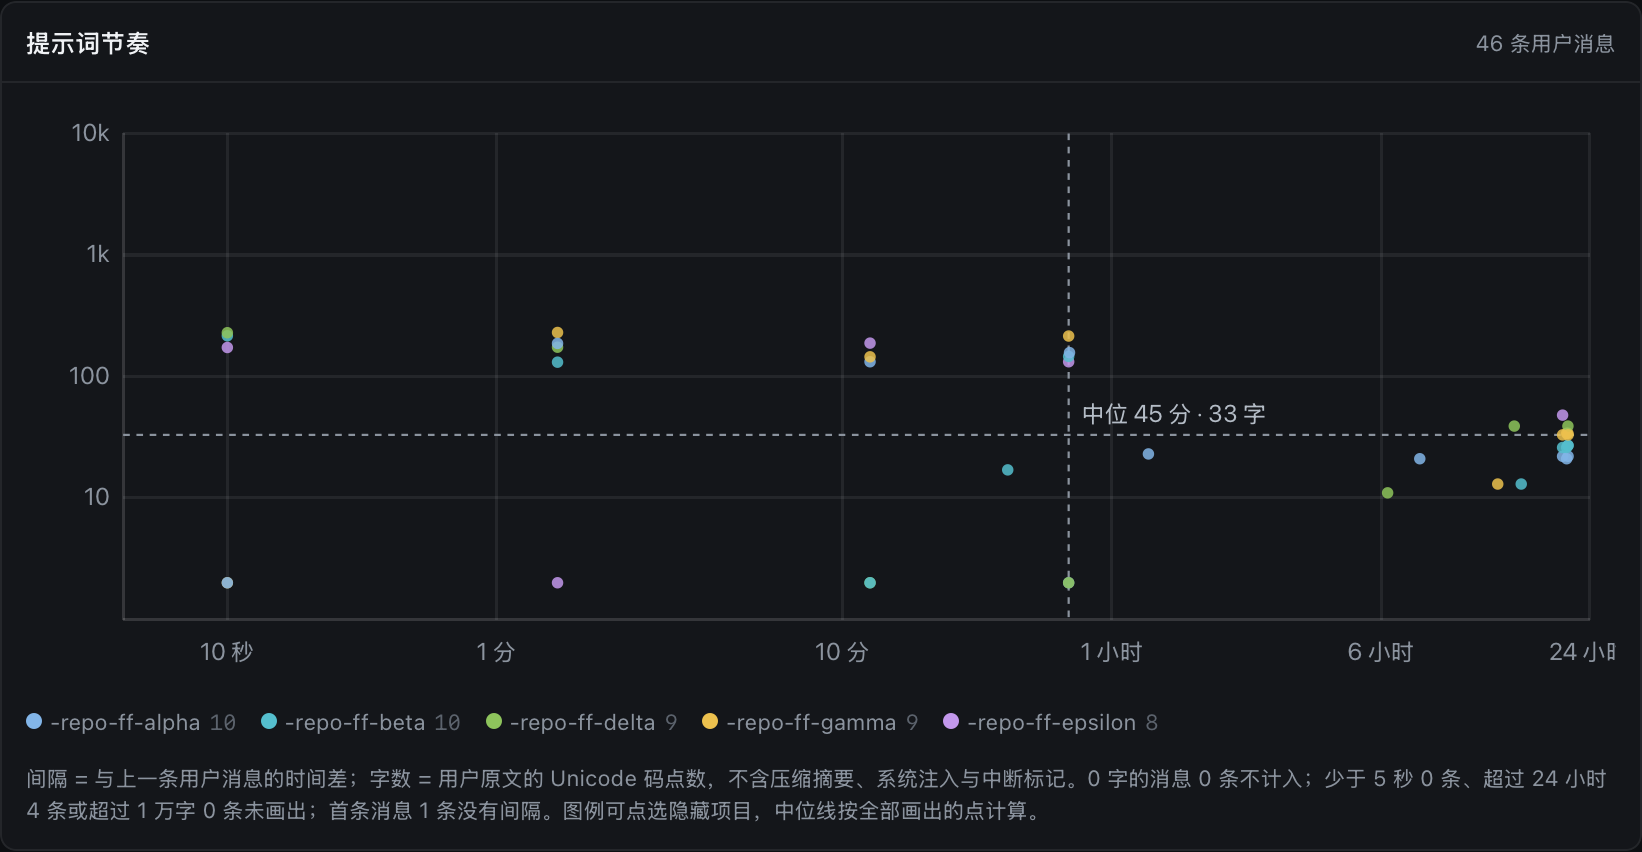 提示词节奏
46 条用户消息
10k
1k
100
10
中位 45 分 · 33 字
10 秒
1 分
10 分
1 小时
6 小时
24 小
-repo-ff-alpha 10 -repo-ff-beta 10 -repo-ff-delta 9 -repo-ff-gamma 9 -repo-ff-epsilon 8
间隔 = 与上一条用户消息的时间差；字数 = 用户原文的 Unicode 码点数，不含压缩摘要、系统注入与中断标记。0 字的消息 0 条不计入；少于 5 秒 0 条、超过 24 小时
4 条或超过 1 万字 0 条未画出；首条消息 1 条没有间隔。图例可点选隐藏项目，中位线按全部画出的点计算。